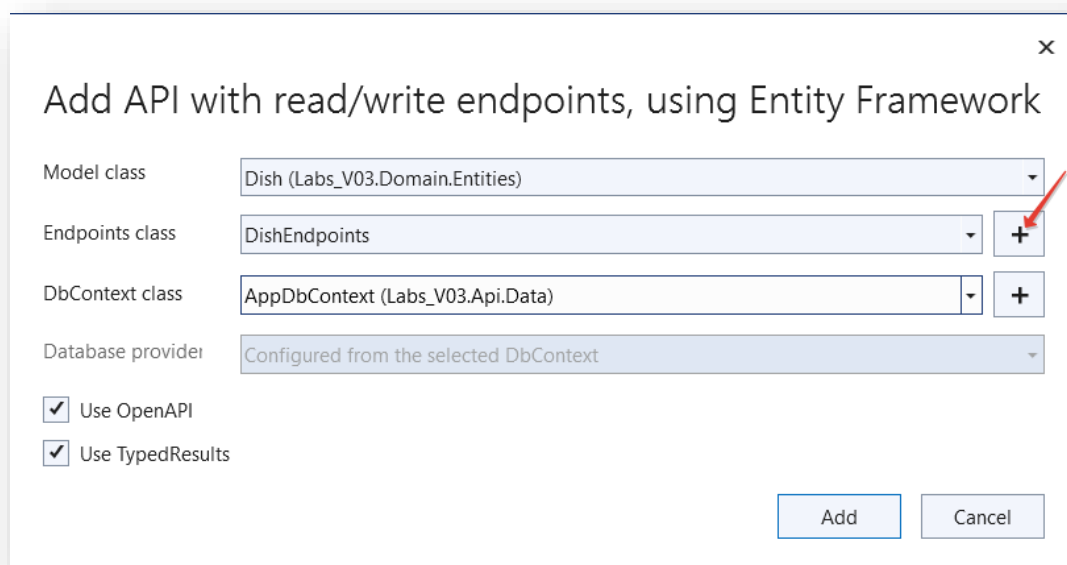 Add API with read/write endpoints, using Entity Framework
Model class
Dish (Labs_V03.Domain.Entities)
Endpoints class
DishEndpoints
+
DbContext class
AppDbContext (Labs_V03.Api.Data)
+
Database provider
Configured from the selected DbContext
Use OpenAPI
Use TypedResults
Add
Cancel